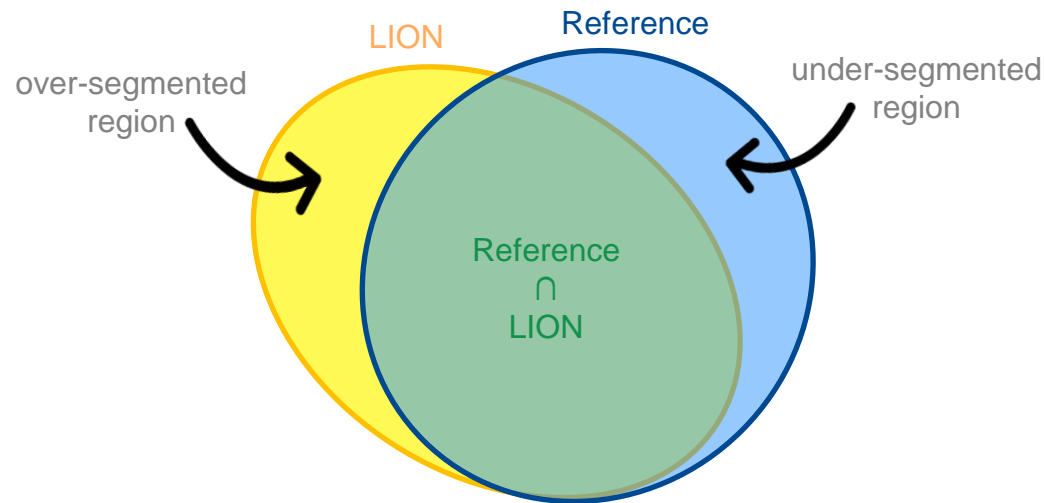 LION
Reference
over-segmented
region
under-segmented
region
Reference
∩
LION